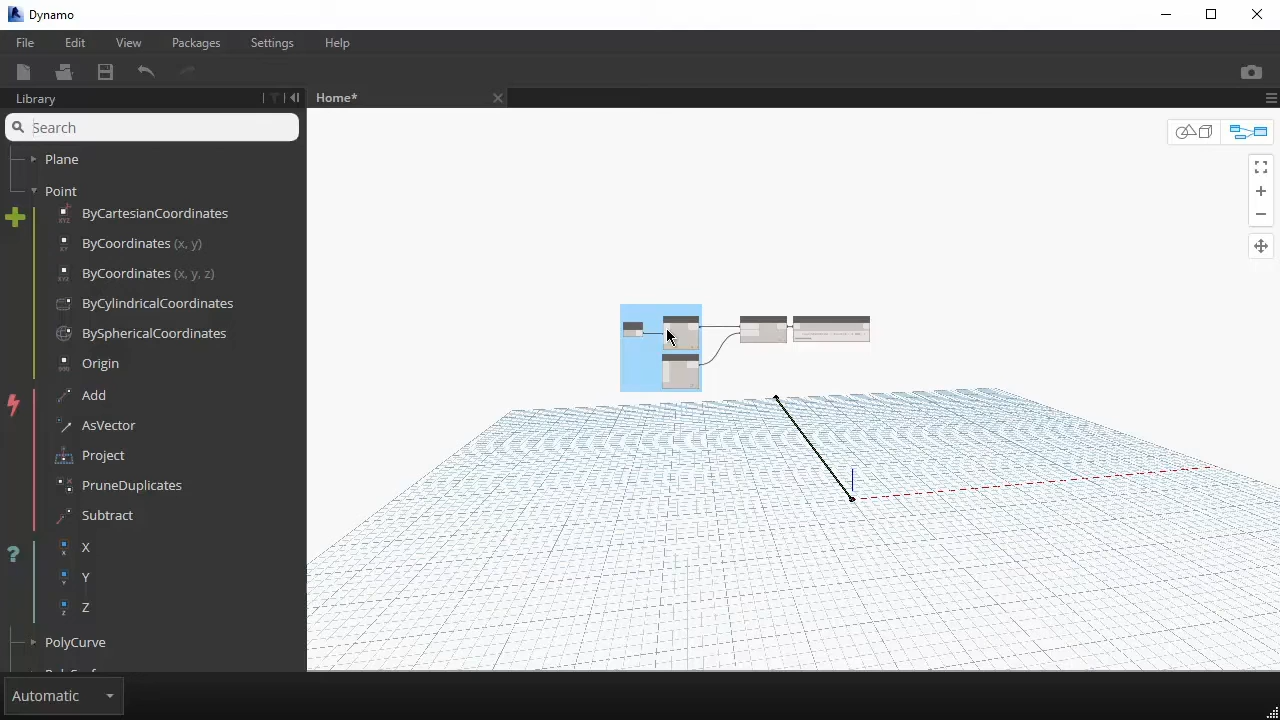 Dynamo
File Edit View Packages Settings Help
Library
Home*
Search
Plane
Point
ByCartesianCoordinates
ByCoordinates (x, y)
ByCoordinates (x, y, z)
ByCylindricalCoordinates
BySphericalCoordinates
Origin
Add
AsVector
Project
PruneDuplicates
Subtract
X
Y
Z
PolyCurve
Automatic